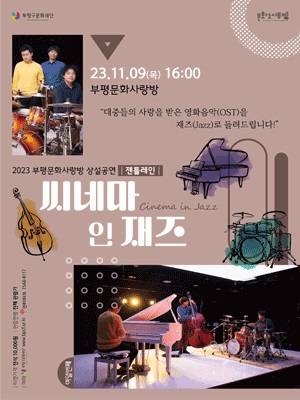 부평구문화재단
23.11.09(목) 16:00
부평문화사랑방
"대중들의 사랑을 받은 영화음악(OST)을
재즈(Jazz)로 들려드립니다!"
2023 부평문화사랑방 상설공연 |젠틀레인|
씨네마
Cinema in Jazz
인 재즈